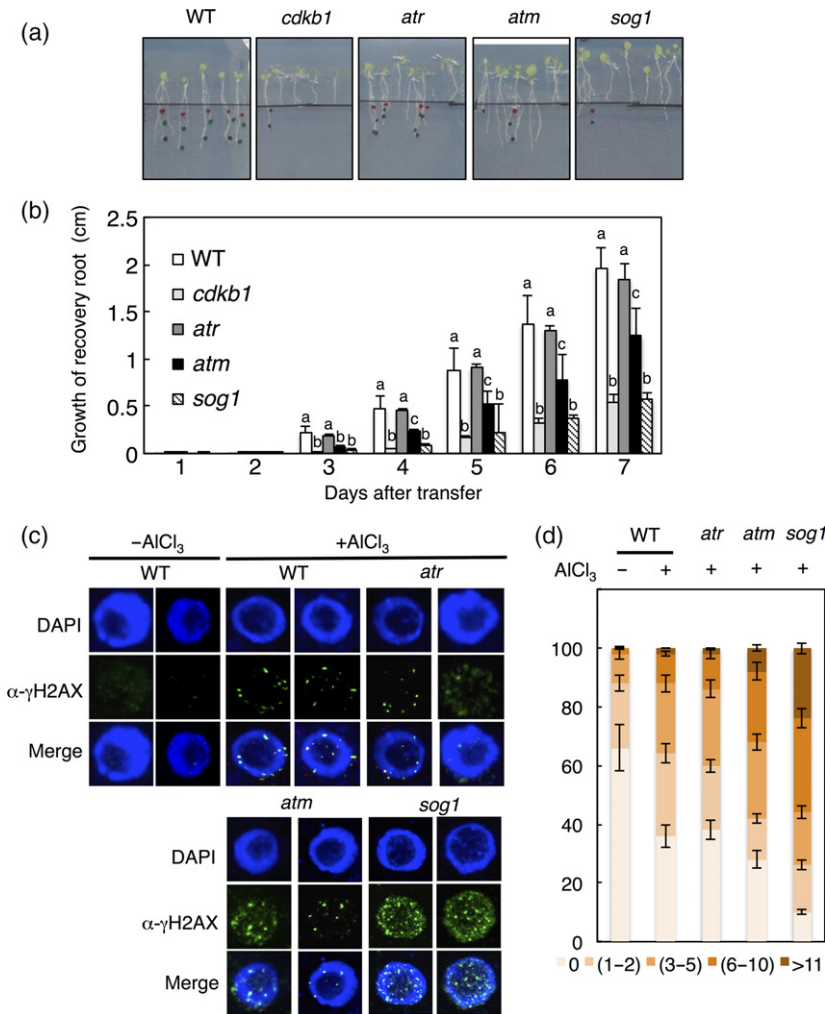 (a)
WT cdkb1 atr atm sog1
(b)
Growth of recovery root (cm)
2.5
2
1.5
1
0.5
0
WT
cdkb1
atr
atm
sog1
a b a b b
a b a c b
a b a c b
a b a c b
a b a c b
1 2 3 4 5 6 7
Days after transfer
(c)
−AlCl₃ +AlCl₃
WT WT atr
DAPI
α-γH2AX
Merge
atm sog1
DAPI
α-γH2AX
Merge
(d)
WT atr atm sog1
AlCl₃ − + + + +
100
80
60
40
20
0
0 (1–2) (3–5) (6–10) >11